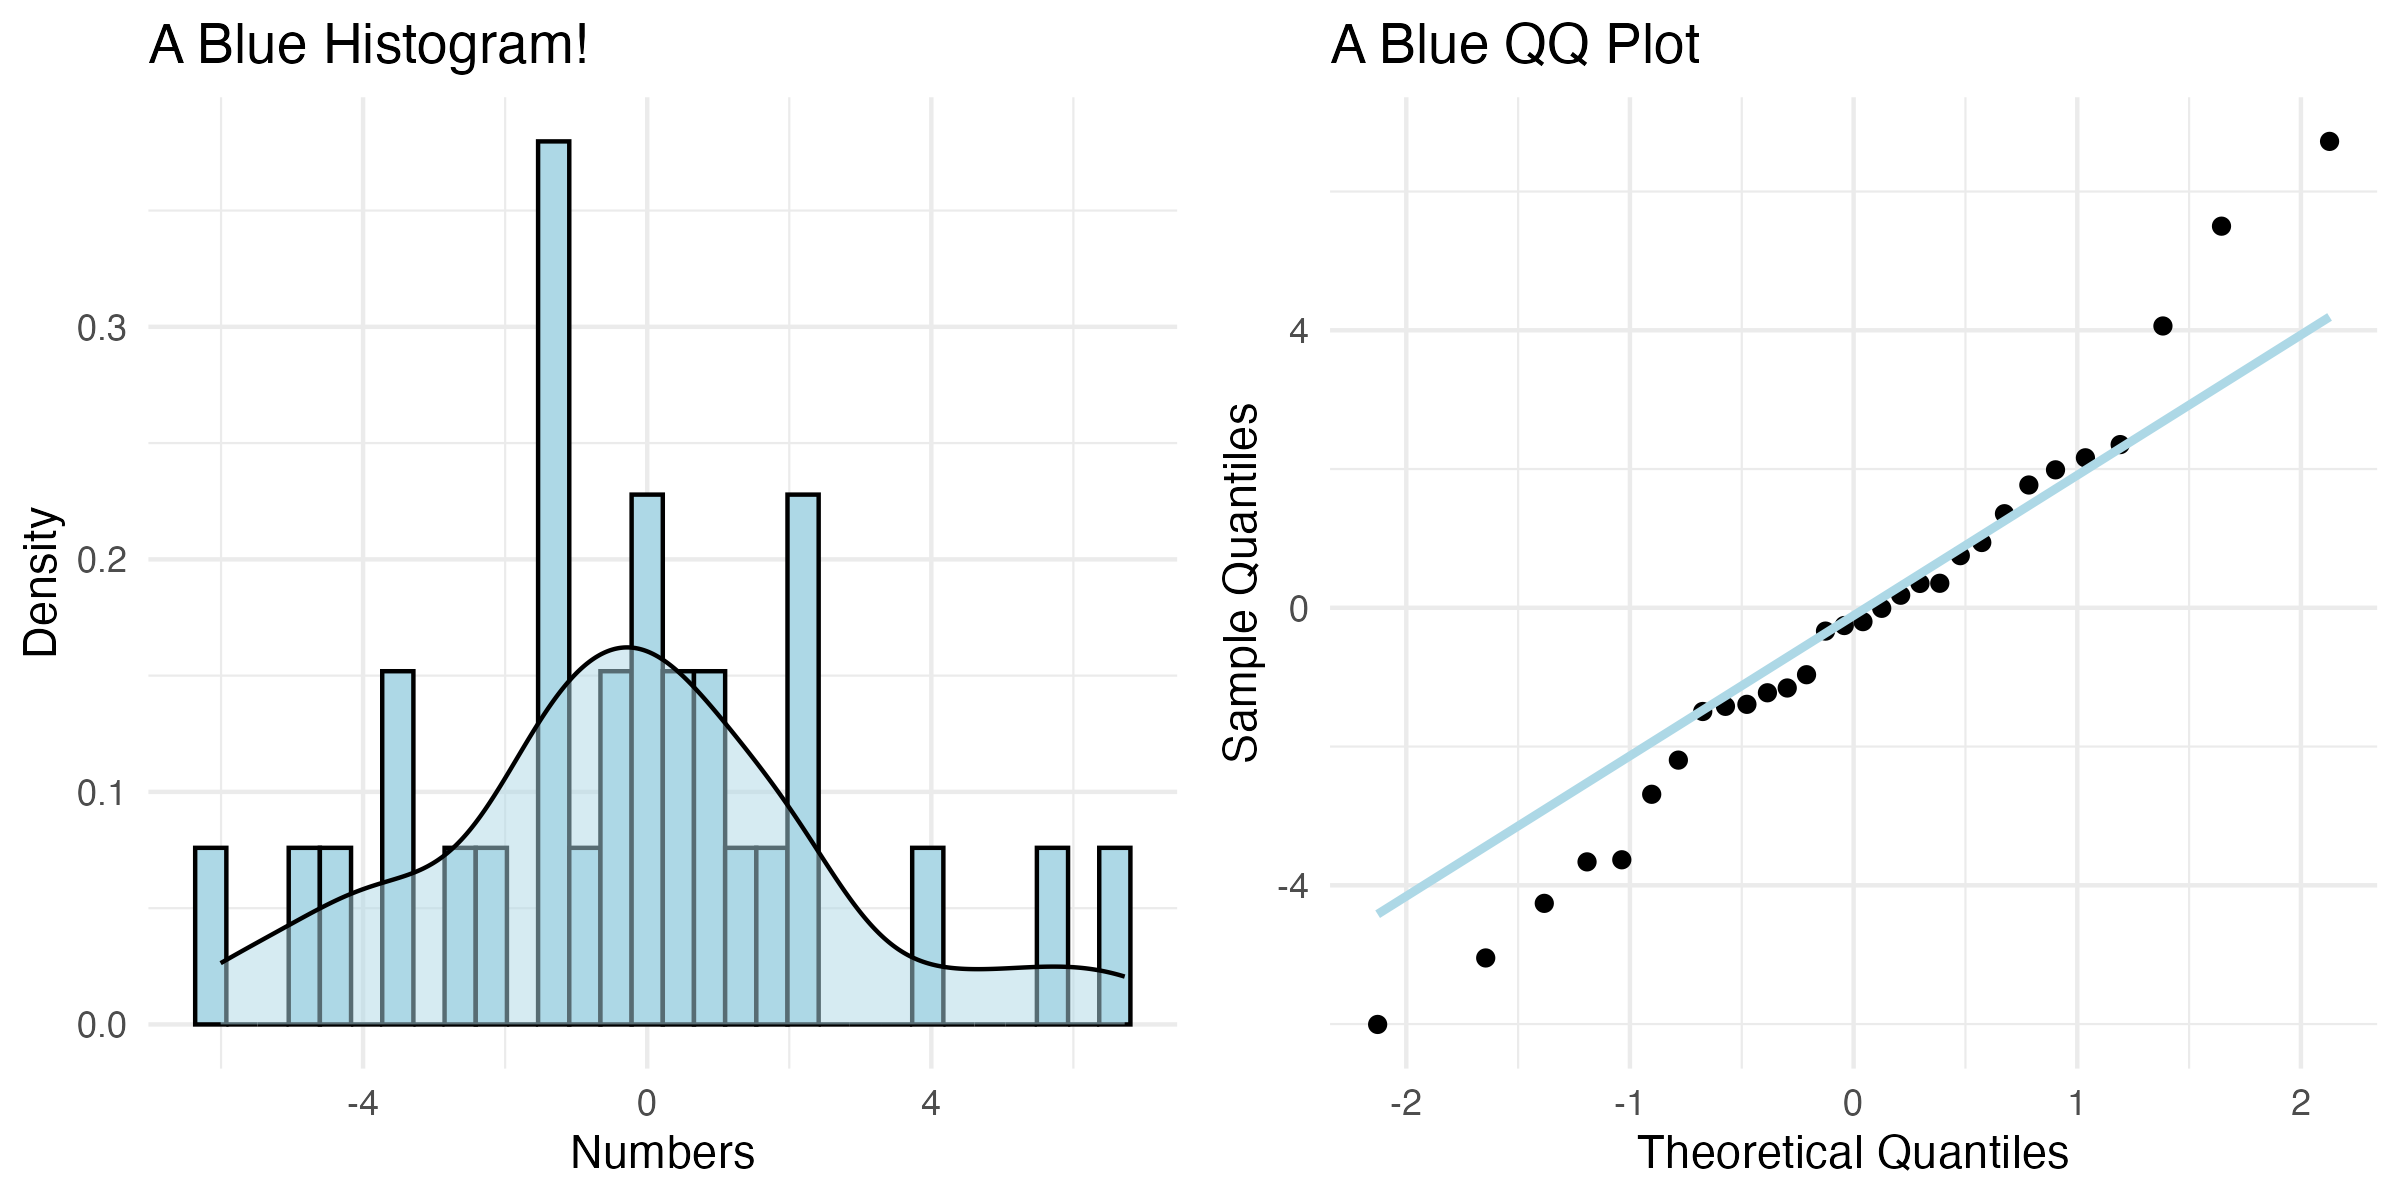 A Blue Histogram!
Density
0.3
0.2
0.1
0.0
-4
0
4
Numbers
A Blue QQ Plot
Sample Quantiles
4
0
-4
-2
-1
0
1
2
Theoretical Quantiles